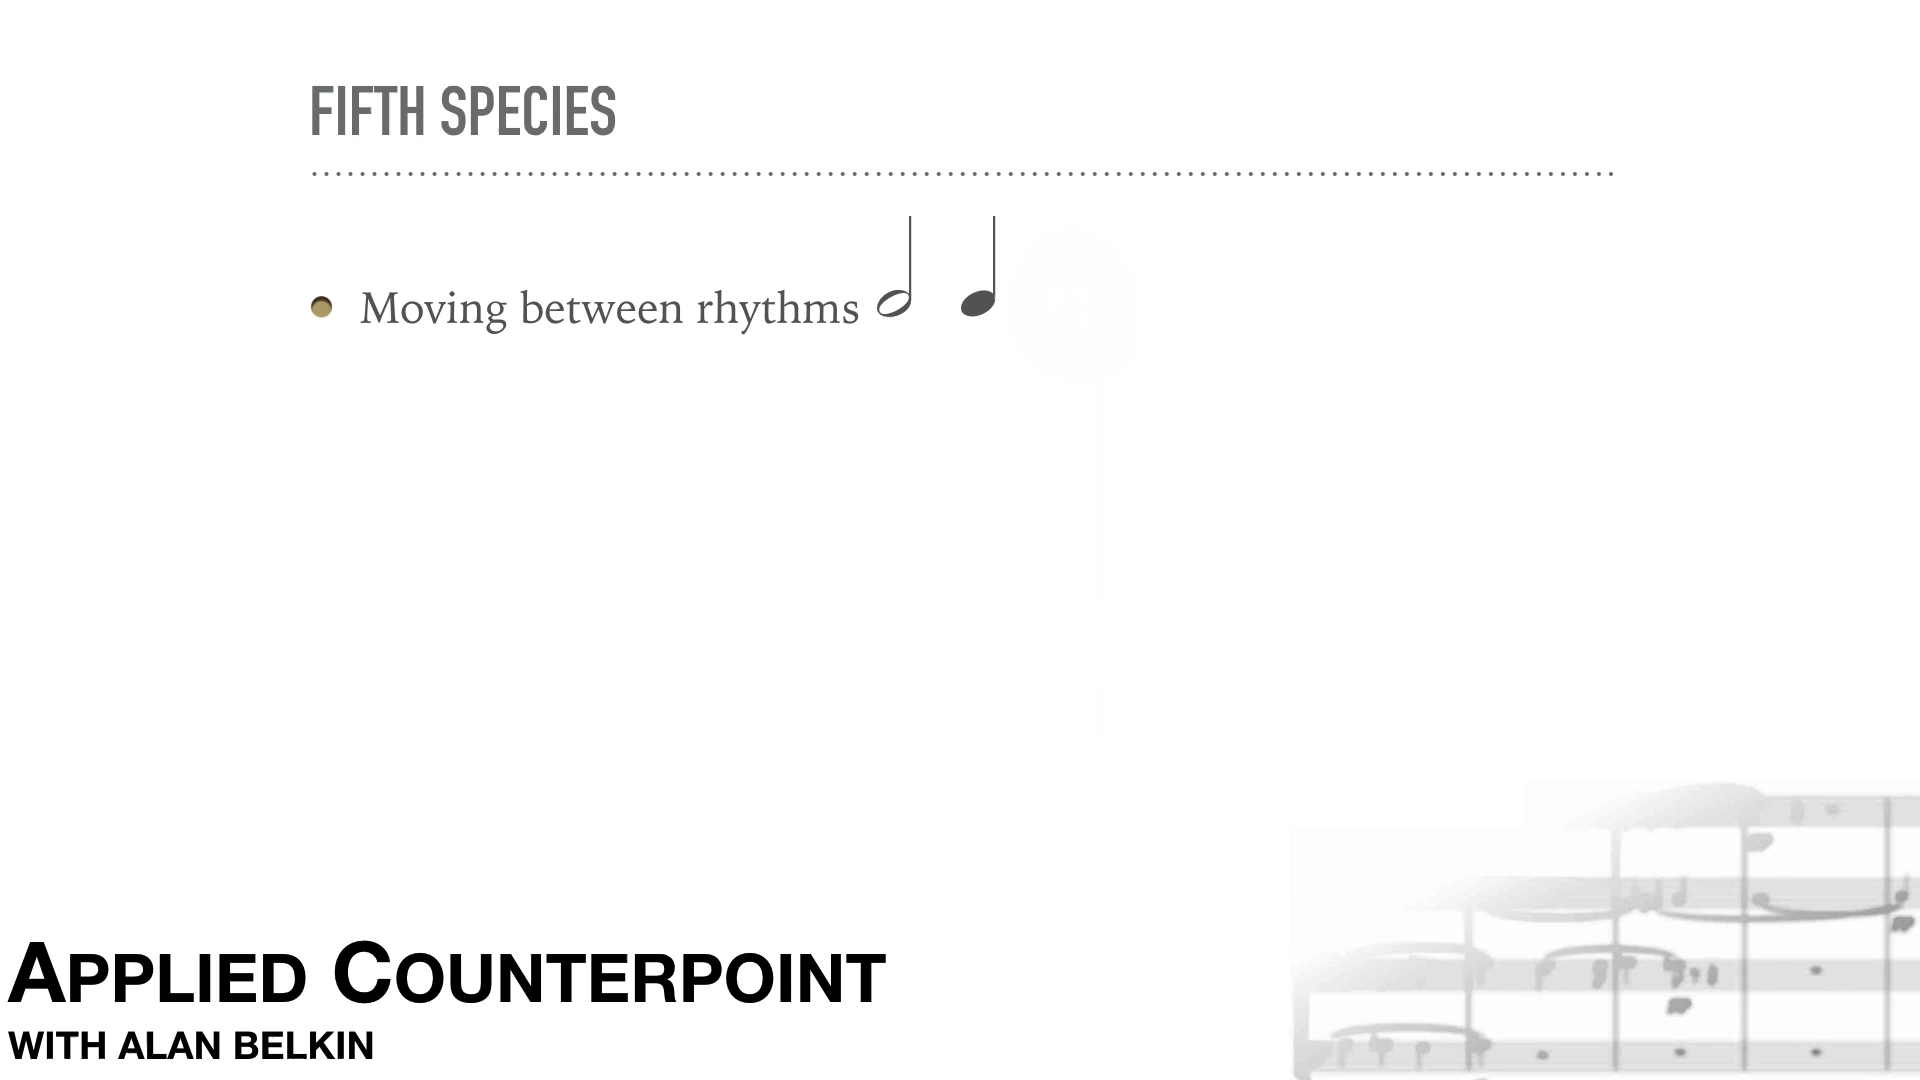 FIFTH SPECIES
Moving between rhythms
APPLIED COUNTERPOINT
WITH ALAN BELKIN